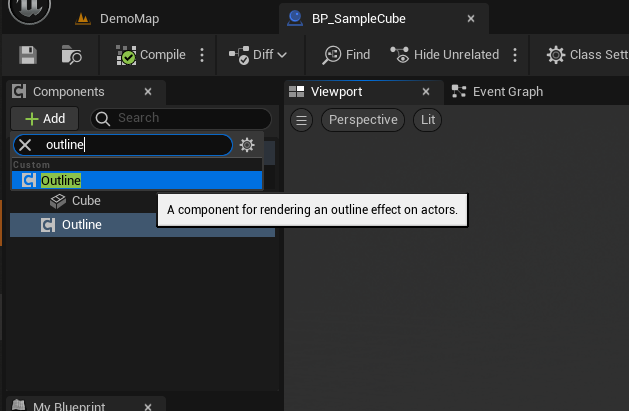 DemoMap
BP_SampleCube
Compile
Diff
Find
Hide Unrelated
Class Sett
Components
Viewport
Event Graph
Add
Search
Perspective
Lit
outline
Custom
Outline
Cube
A component for rendering an outline effect on actors.
Outline
My Blueprint